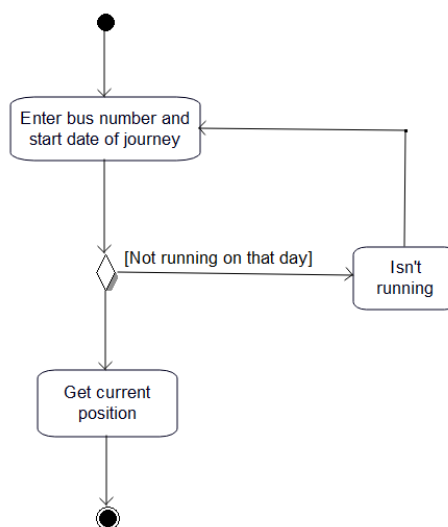 Enter bus number and
start date of journey
[Not running on that day]
Isn't
running
Get current
position